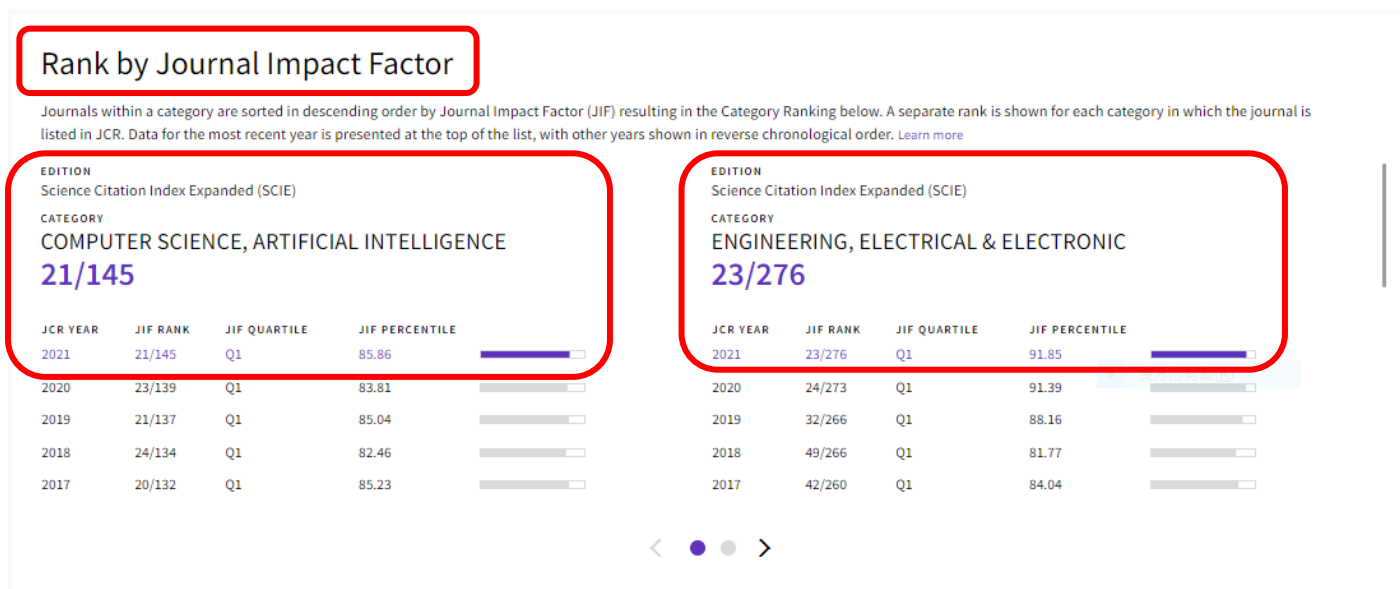 Rank by Journal Impact Factor
Journals within a category are sorted in descending order by Journal Impact Factor (JIF) resulting in the Category Ranking below. A separate rank is shown for each category in which the journal is
listed in JCR. Data for the most recent year is presented at the top of the list, with other years shown in reverse chronological order. Learn more
EDITION
Science Citation Index Expanded (SCIE)
CATEGORY
COMPUTER SCIENCE, ARTIFICIAL INTELLIGENCE
21/145
JCR YEAR JIF RANK JIF QUARTILE JIF PERCENTILE
2021 21/145 Q1 85.86
2020 23/139 Q1 83.81
2019 21/137 Q1 85.04
2018 24/134 Q1 82.46
2017 20/132 Q1 85.23
EDITION
Science Citation Index Expanded (SCIE)
CATEGORY
ENGINEERING, ELECTRICAL & ELECTRONIC
23/276
JCR YEAR JIF RANK JIF QUARTILE JIF PERCENTILE
2021 23/276 Q1 91.85
2020 24/273 Q1 91.39
2019 32/266 Q1 88.16
2018 49/266 Q1 81.77
2017 42/260 Q1 84.04